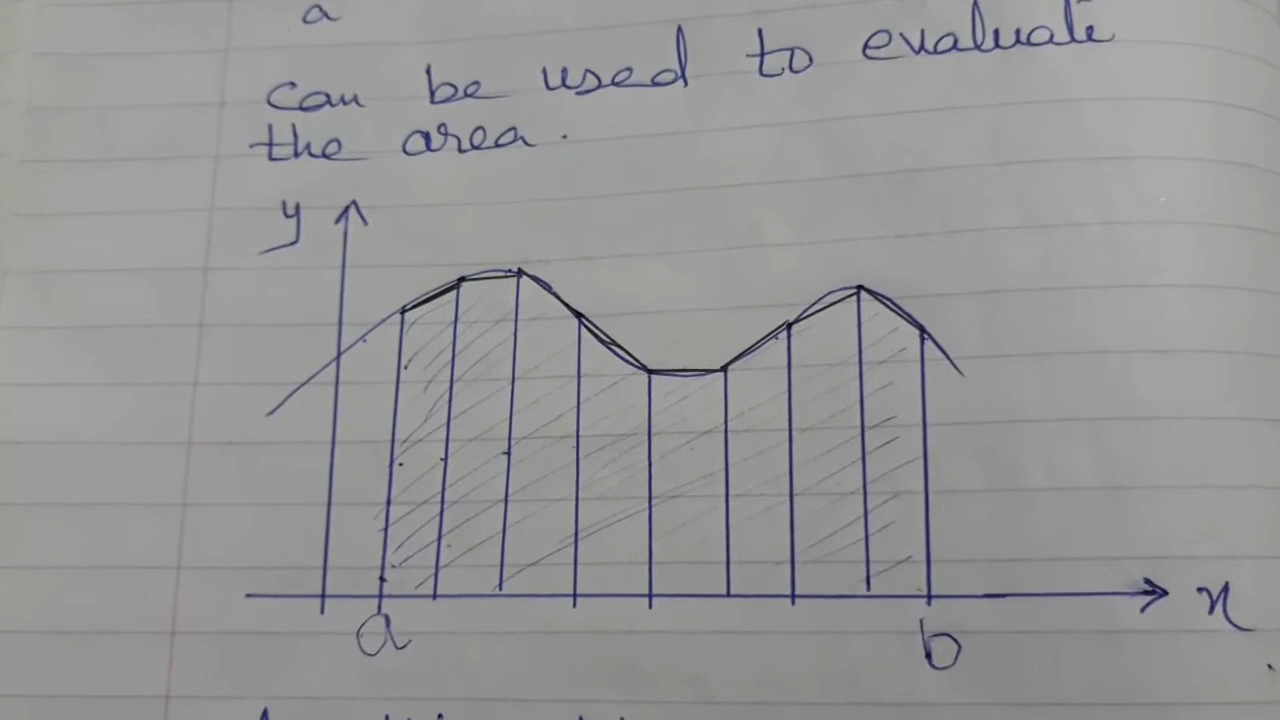 a
can be used to evaluate
the area.
y
x
a
b